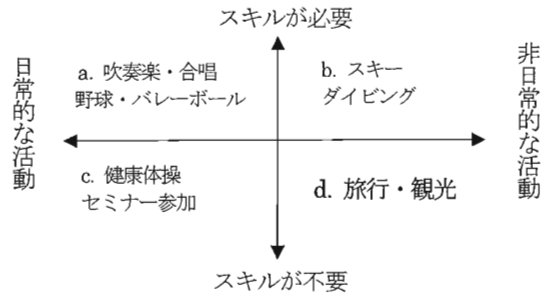 スキルが必要
日常的な活動
a. 吹奏楽・合唱
野球・バレーボール
b. スキー
ダイビング
非日常的な活動
c. 健康体操
セミナー参加
d. 旅行・観光
スキルが不要